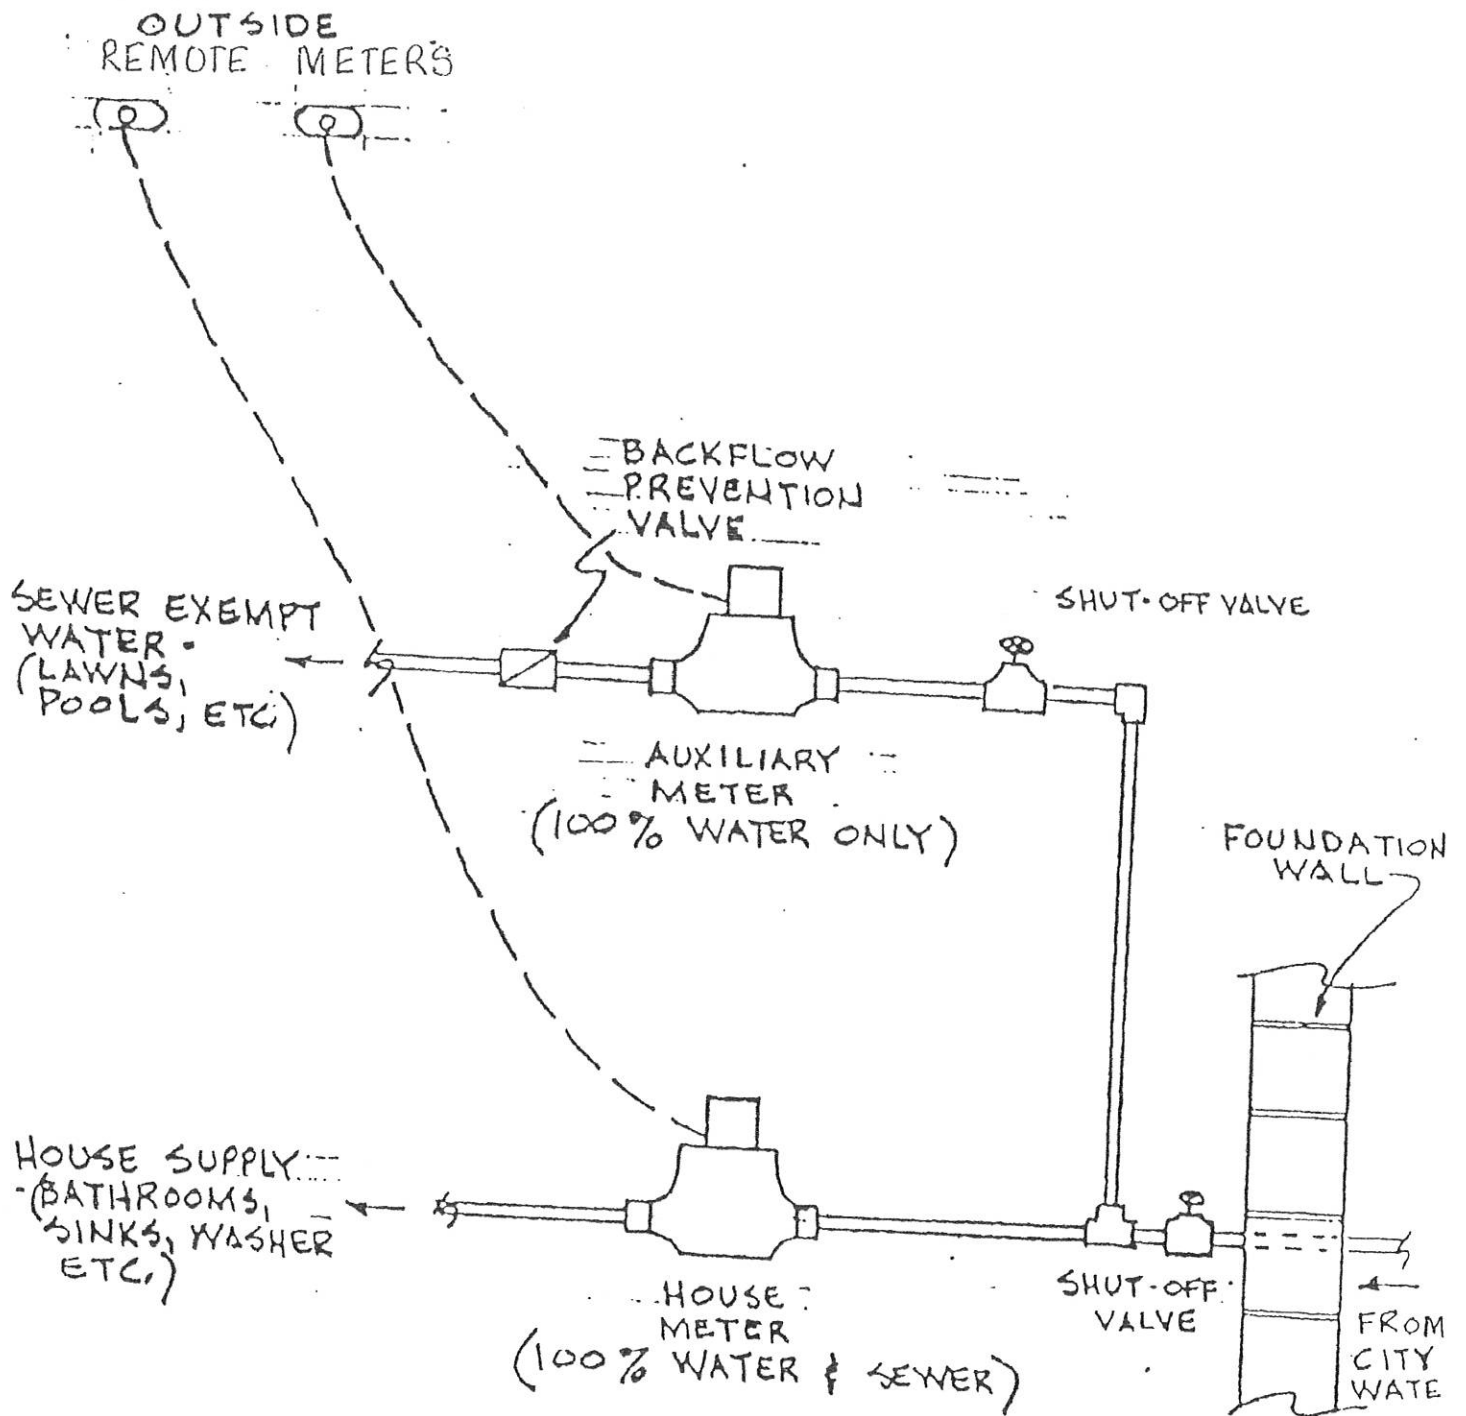 OUTSIDE
REMOTE METERS
BACKFLOW
PREVENTION
VALVE
SEWER EXEMPT
WATER-
(LAWNS,
POOLS, ETC.)
SHUT-OFF VALVE
AUXILIARY
METER
(100% WATER ONLY)
FOUNDATION
WALL
HOUSE SUPPLY
(BATHROOMS,
SINKS, WASHER
ETC.)
HOUSE
METER
(100% WATER & SEWER)
SHUT-OFF
VALVE
FROM
CITY
WATE